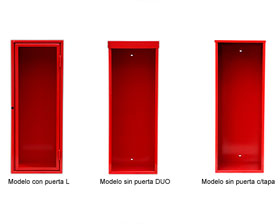 Modelo con puerta L
Modelo sin puerta DUO
Modelo sin puerta c/tapa